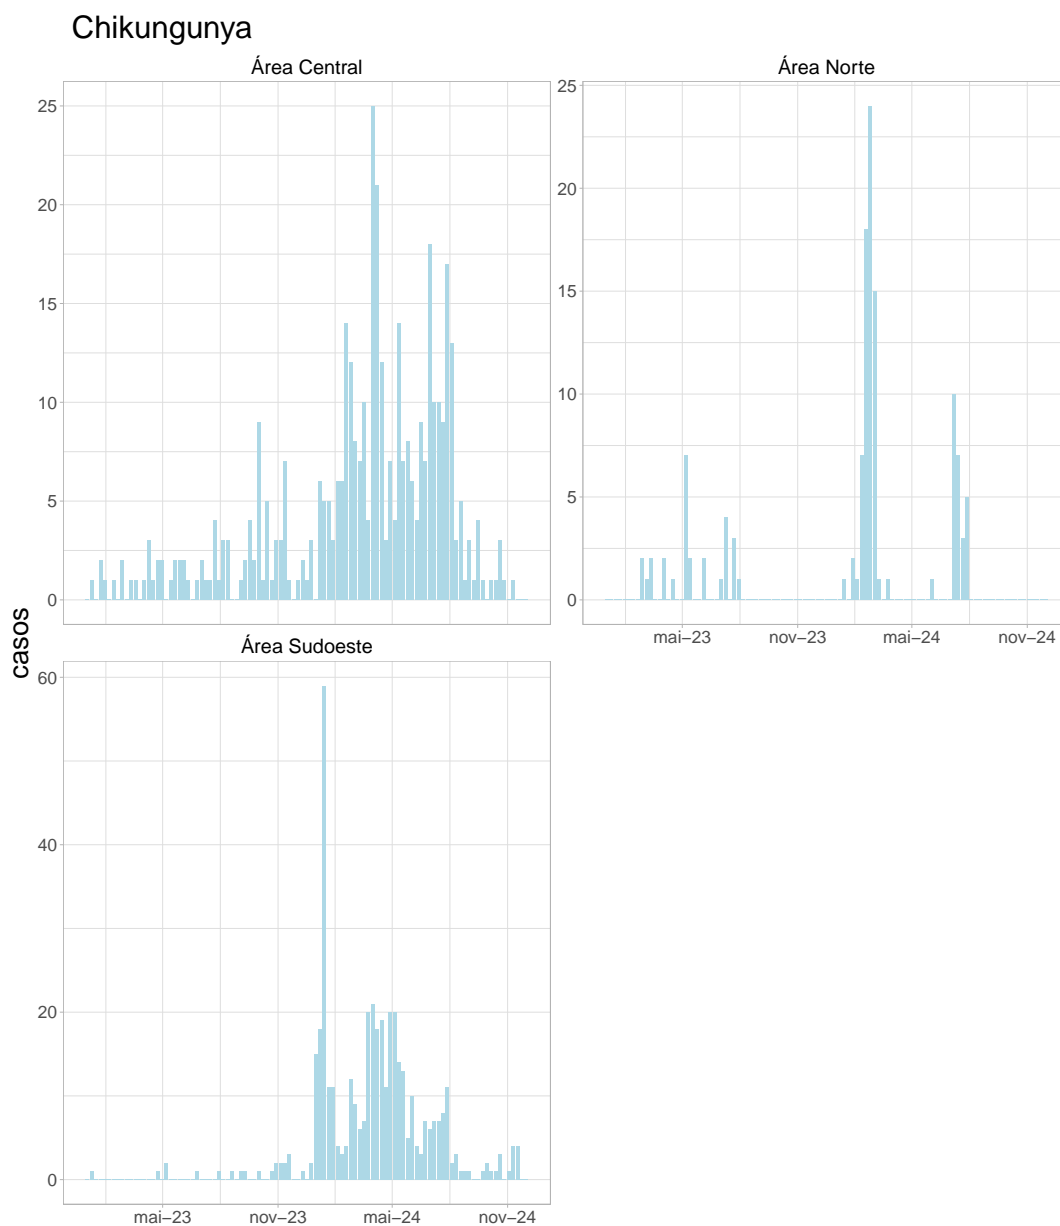 Chikungunya
Área Central
25
20
15
10
5
0
Área Norte
25
20
15
10
5
0
mai–23 nov–23 mai–24 nov–24
casos
Área Sudoeste
60
40
20
0
mai–23 nov–23 mai–24 nov–24